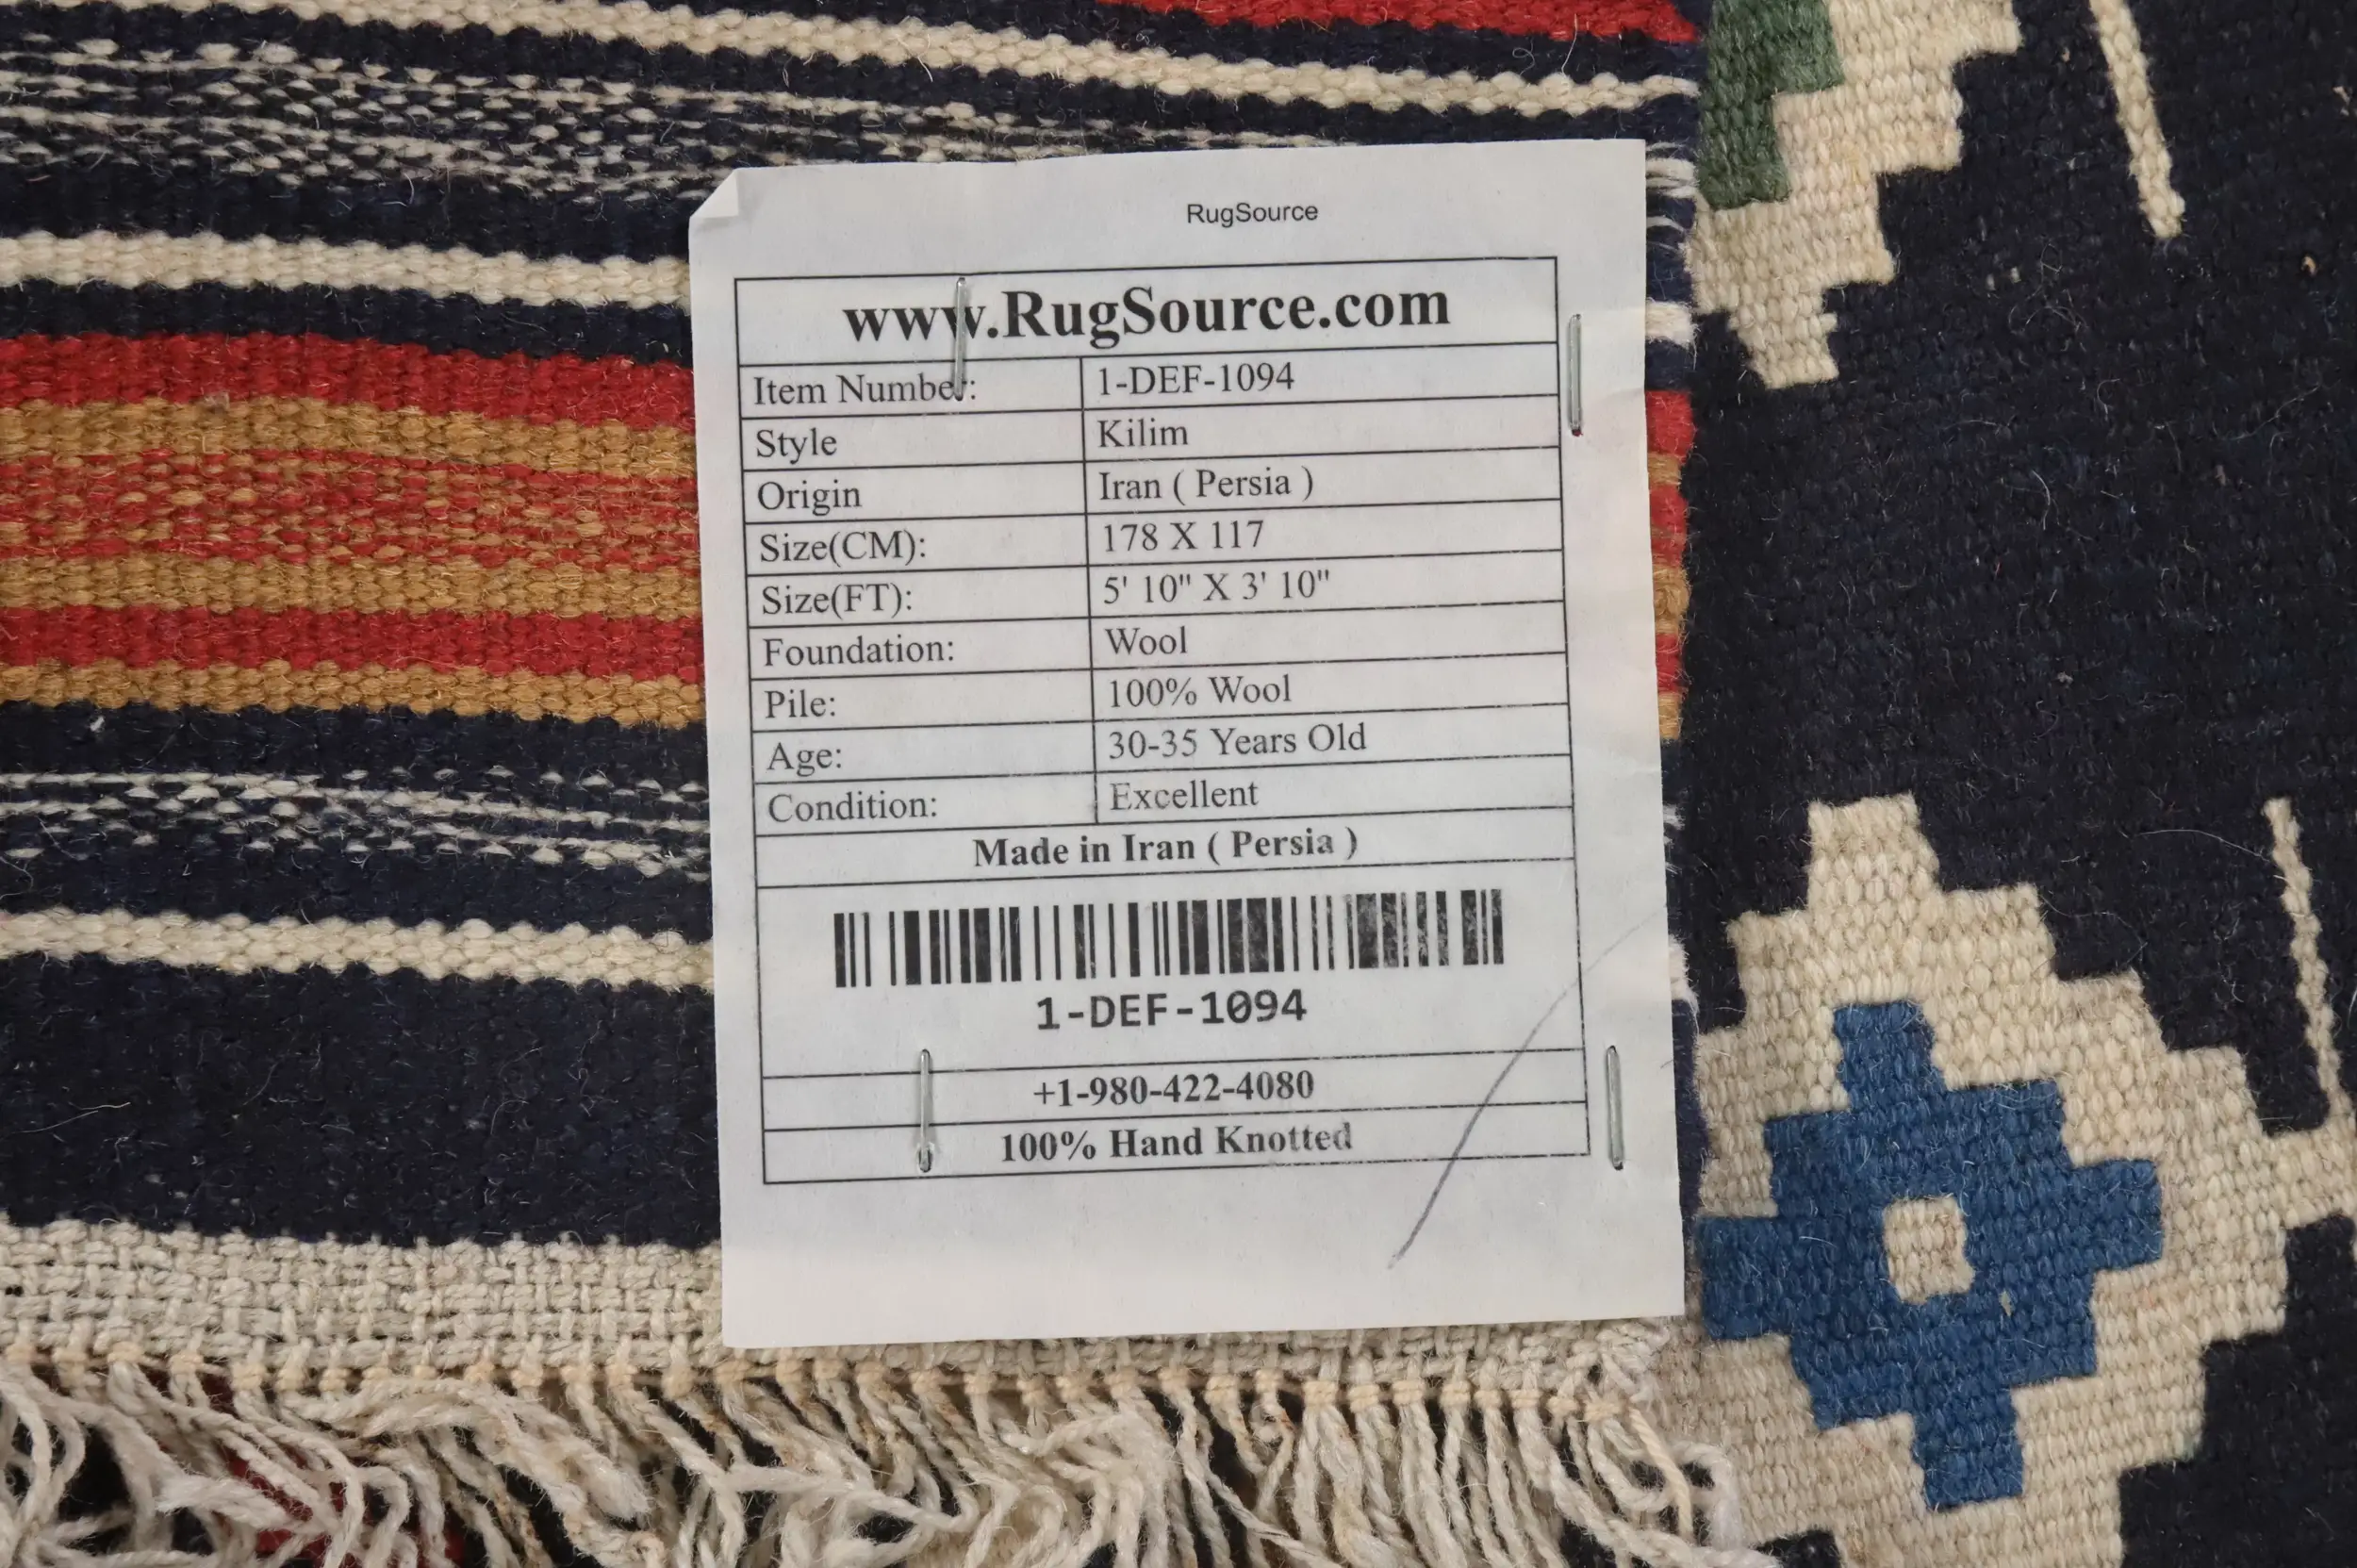 RugSource
www.RugSource.com
Item Number: 1-DEF-1094
Style Kilim
Origin Iran ( Persia )
Size(CM): 178 X 117
Size(FT): 5' 10" X 3' 10"
Foundation: Wool
Pile: 100% Wool
Age: 30-35 Years Old
Condition: Excellent
Made in Iran ( Persia )
1-DEF-1094
+1-980-422-4080
100% Hand Knotted